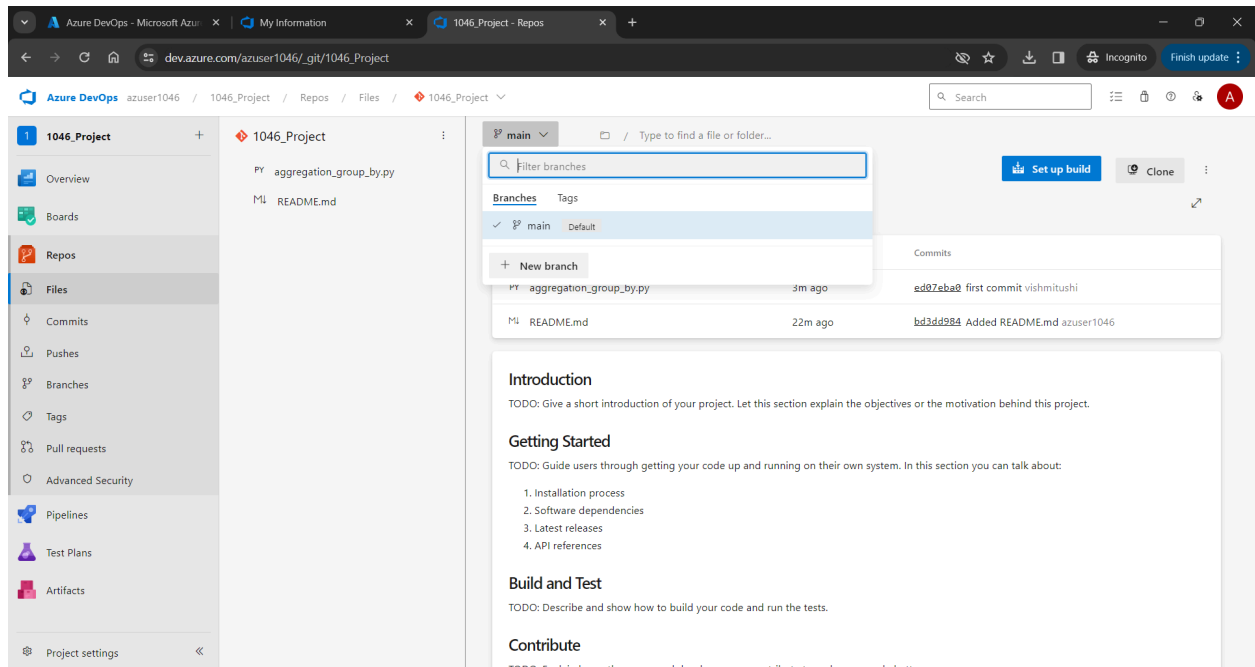 Azure DevOps - Microsoft Azur
My Information
1046_Project - Repos
dev.azure.com/azuser1046/_git/1046_Project
Incognito
Finish update
Azure DevOps azuser1046 / 1046_Project / Repos / Files / 1046_Project
Search
A
1 1046_Project
Overview
Boards
Repos
Files
Commits
Pushes
Branches
Tags
Pull requests
Advanced Security
Pipelines
Test Plans
Artifacts
Project settings
1046_Project
PY aggregation_group_by.py
M↓ README.md
main / Type to find a file or folder...
Filter branches
Branches Tags
main Default
+ New branch
Set up build
Clone
Commits
PY aggregation_group_by.py 3m ago ed07eba0 first commit vishmitushi
M↓ README.md 22m ago bd3dd984 Added README.md azuser1046
Introduction
TODO: Give a short introduction of your project. Let this section explain the objectives or the motivation behind this project.
Getting Started
TODO: Guide users through getting your code up and running on their own system. In this section you can talk about:
1. Installation process
2. Software dependencies
3. Latest releases
4. API references
Build and Test
TODO: Describe and show how to build your code and run the tests.
Contribute